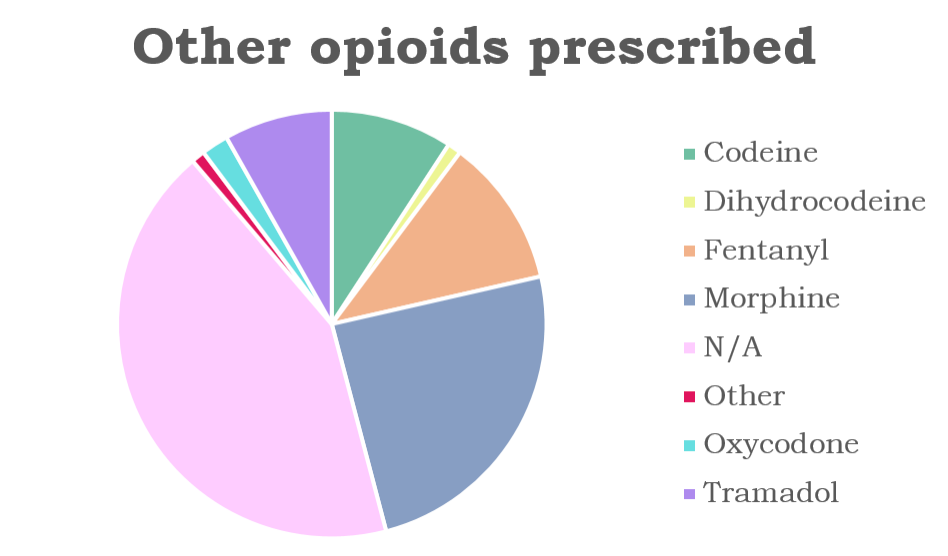 Other opioids prescribed
Codeine
Dihydrocodeine
Fentanyl
Morphine
N/A
Other
Oxycodone
Tramadol